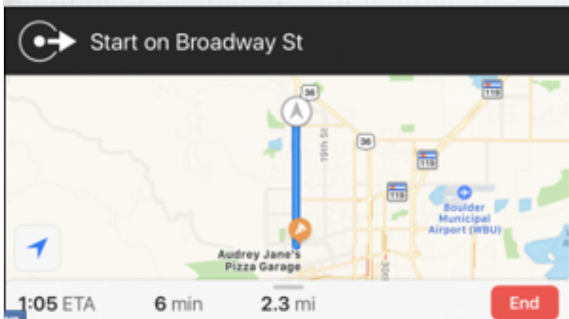 Start on Broadway St
36
119
19th St
36
119
119
Boulder
Municipal
Airport (WBU)
Audrey Jane's
Pizza Garage
30th
1:05 ETA 6 min 2.3 mi End